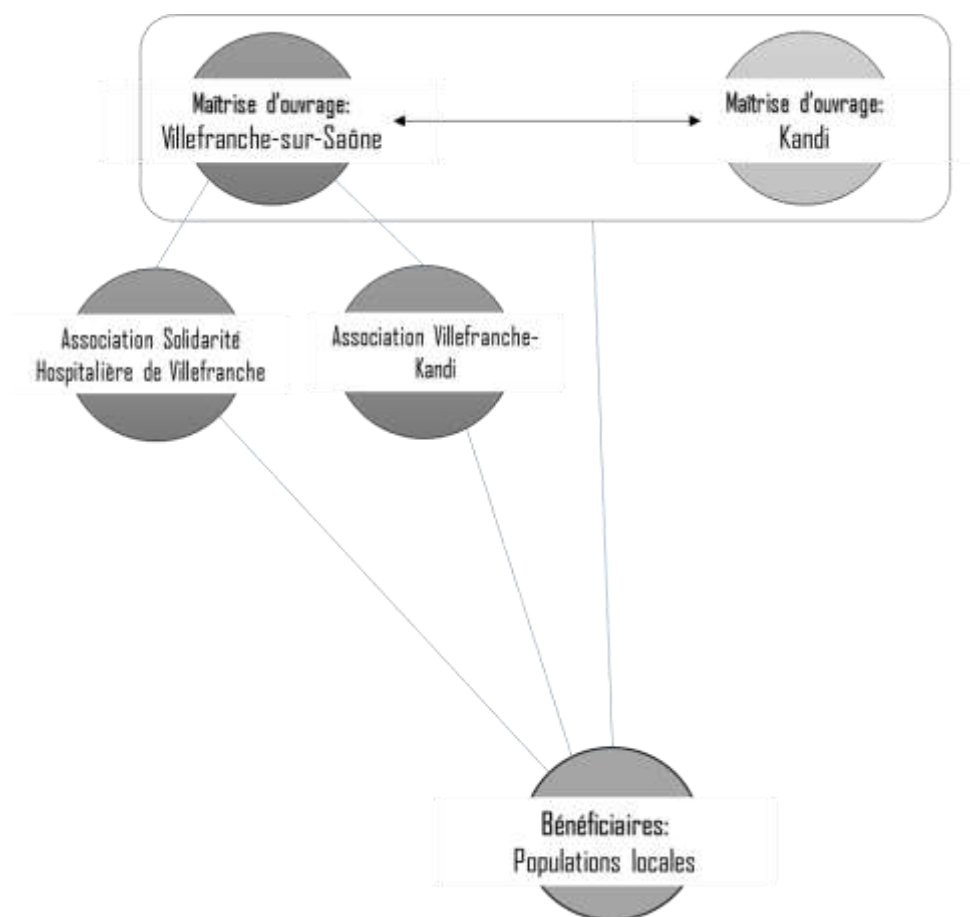 Maîtrise d'ouvrage:
Villefranche-sur-Saône
Maîtrise d'ouvrage:
Kandi
Association Solidarité
Hospitalière de Villefranche
Association Villefranche-
Kandi
Bénéficiaires:
Populations locales